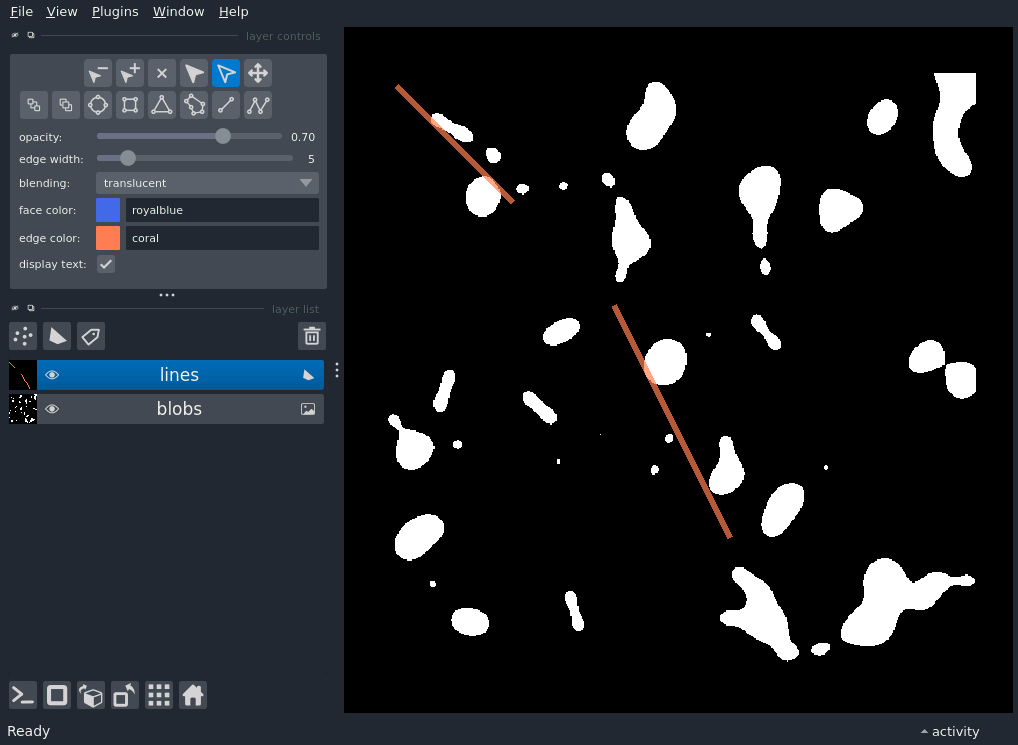 File View Plugins Window Help
layer controls
opacity: 0.70
edge width: 5
blending: translucent
face color: royalblue
edge color: coral
display text:
layer list
lines
blobs
Ready
activity